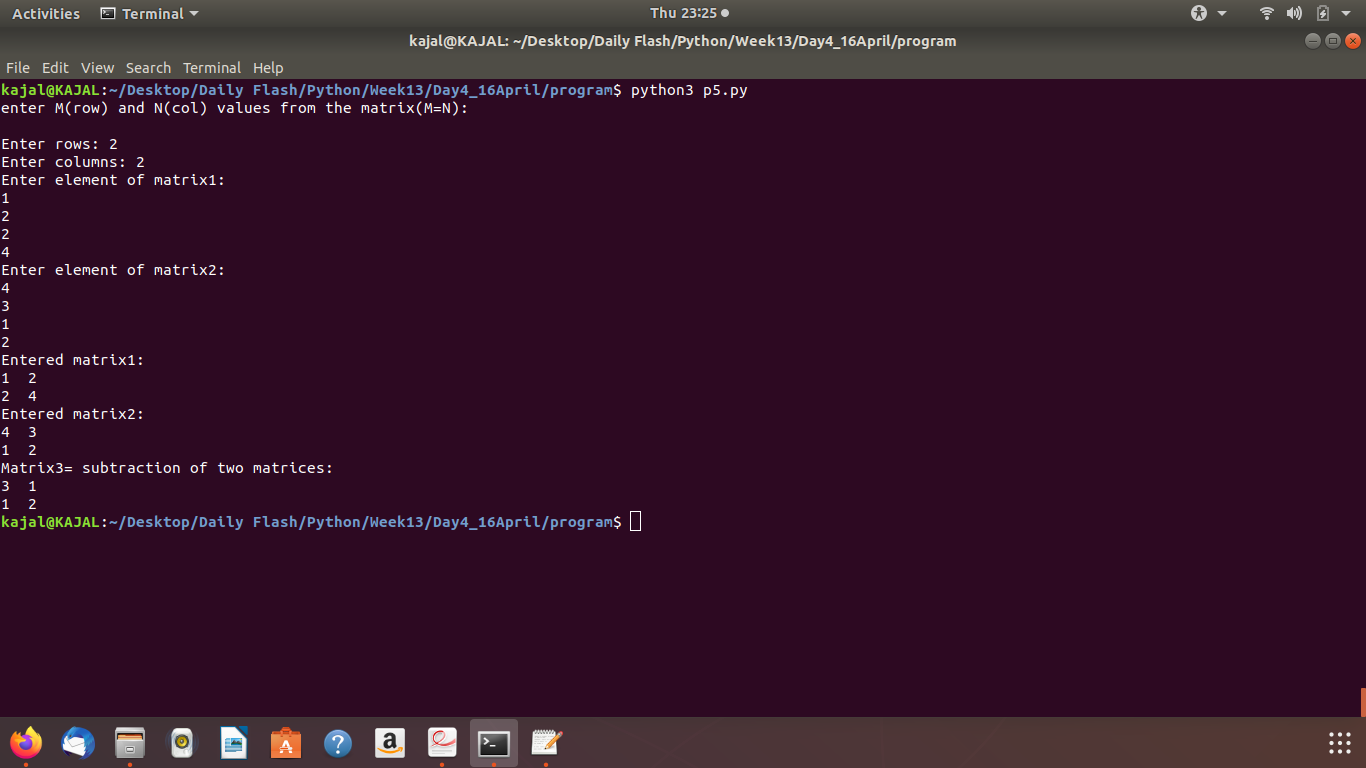 Activities Terminal Thu 23:25
kajal@KAJAL: ~/Desktop/Daily Flash/Python/Week13/Day4_16April/program
File Edit View Search Terminal Help
kajal@KAJAL:~/Desktop/Daily Flash/Python/Week13/Day4_16April/program$ python3 p5.py
enter M(row) and N(col) values from the matrix(M=N):
Enter rows: 2
Enter columns: 2
Enter element of matrix1:
1
2
2
4
Enter element of matrix2:
4
3
1
2
Entered matrix1:
1 2
2 4
Entered matrix2:
4 3
1 2
Matrix3= subtraction of two matrices:
3 1
1 2
kajal@KAJAL:~/Desktop/Daily Flash/Python/Week13/Day4_16April/program$